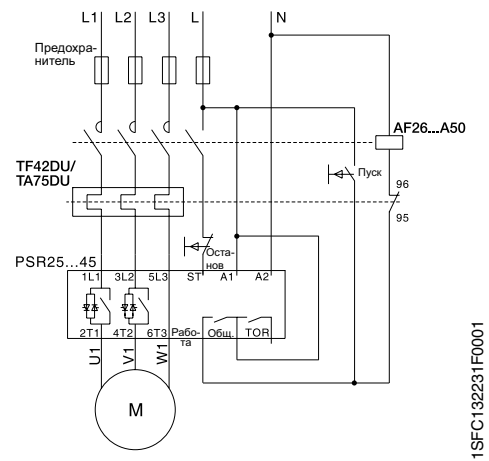 L1 L2 L3 L N
Предохра-
нитель
AF26...A50
TF42DU/
TA75DU
Пуск
96
95
Оста-
нов
PSR25...45
1L1 3L2 5L3 ST A1 A2
2T1 4T2 6T3 Рабо-
та Общ. TOR
U1 V1 W1
M
1SFC132231F0001